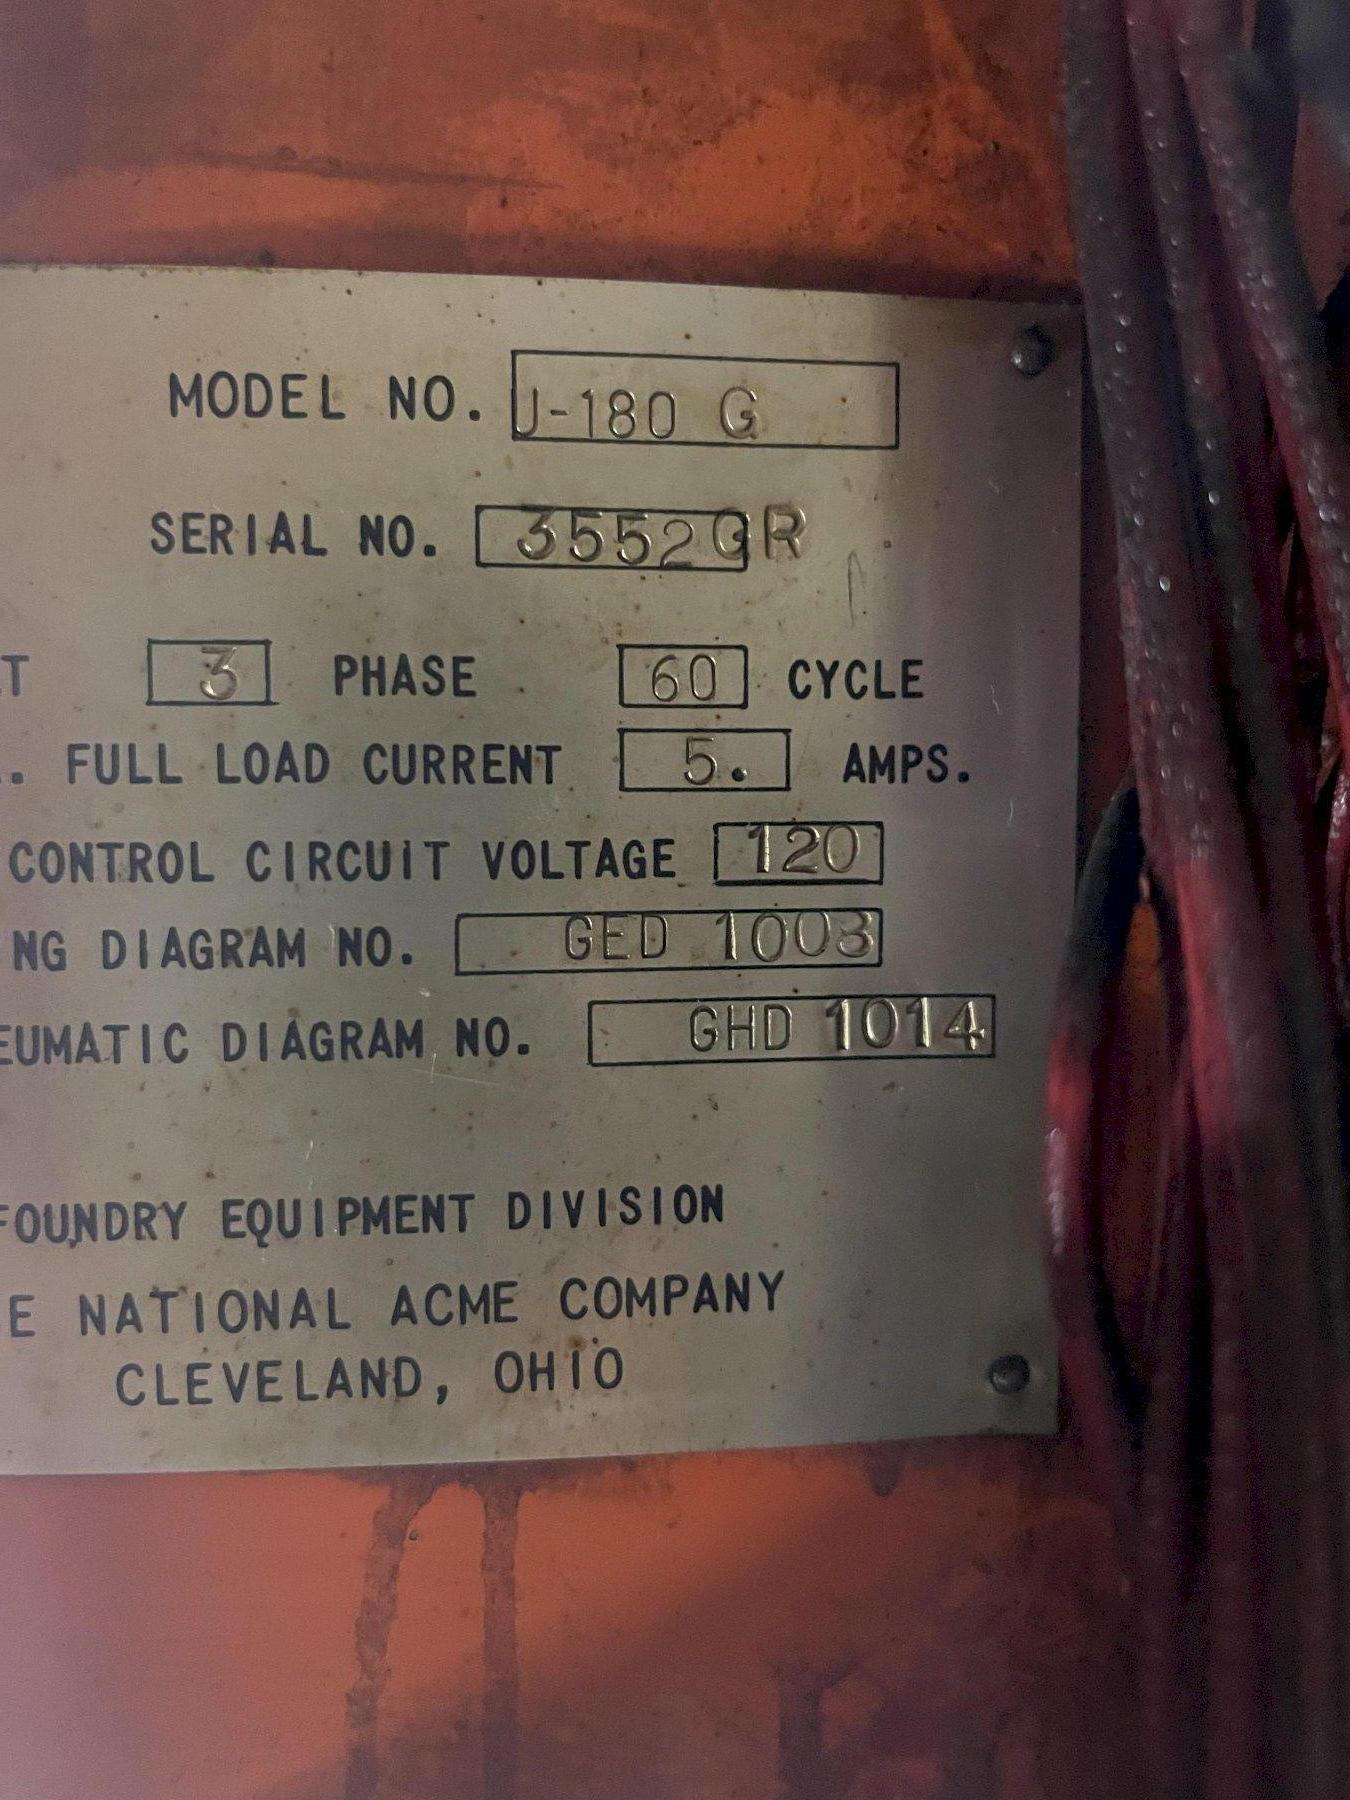 MODEL NO. U-180 G
SERIAL NO. 3552GR
T 3 PHASE 60 CYCLE
. FULL LOAD CURRENT 5. AMPS.
CONTROL CIRCUIT VOLTAGE 120
NG DIAGRAM NO. GED 1003
EUMATIC DIAGRAM NO. GHD 1014
FOUNDRY EQUIPMENT DIVISION
E NATIONAL ACME COMPANY
CLEVELAND, OHIO